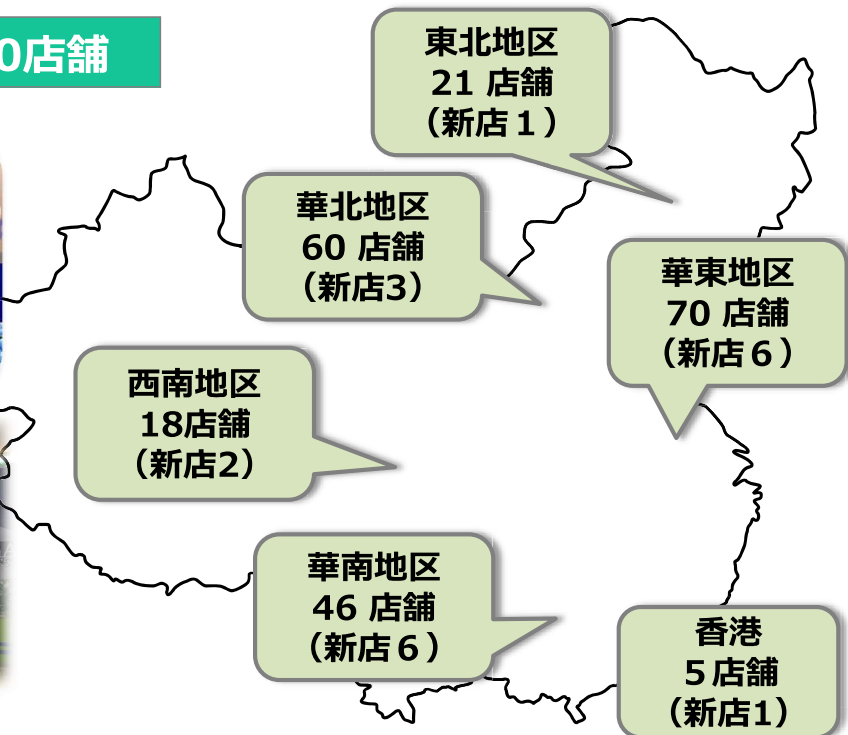 0店舗
東北地区
21 店舗
（新店１）
華北地区
60 店舗
（新店3）
華東地区
70 店舗
（新店６）
西南地区
18店舗
（新店2）
華南地区
46 店舗
（新店６）
香港
５店舗
（新店1）